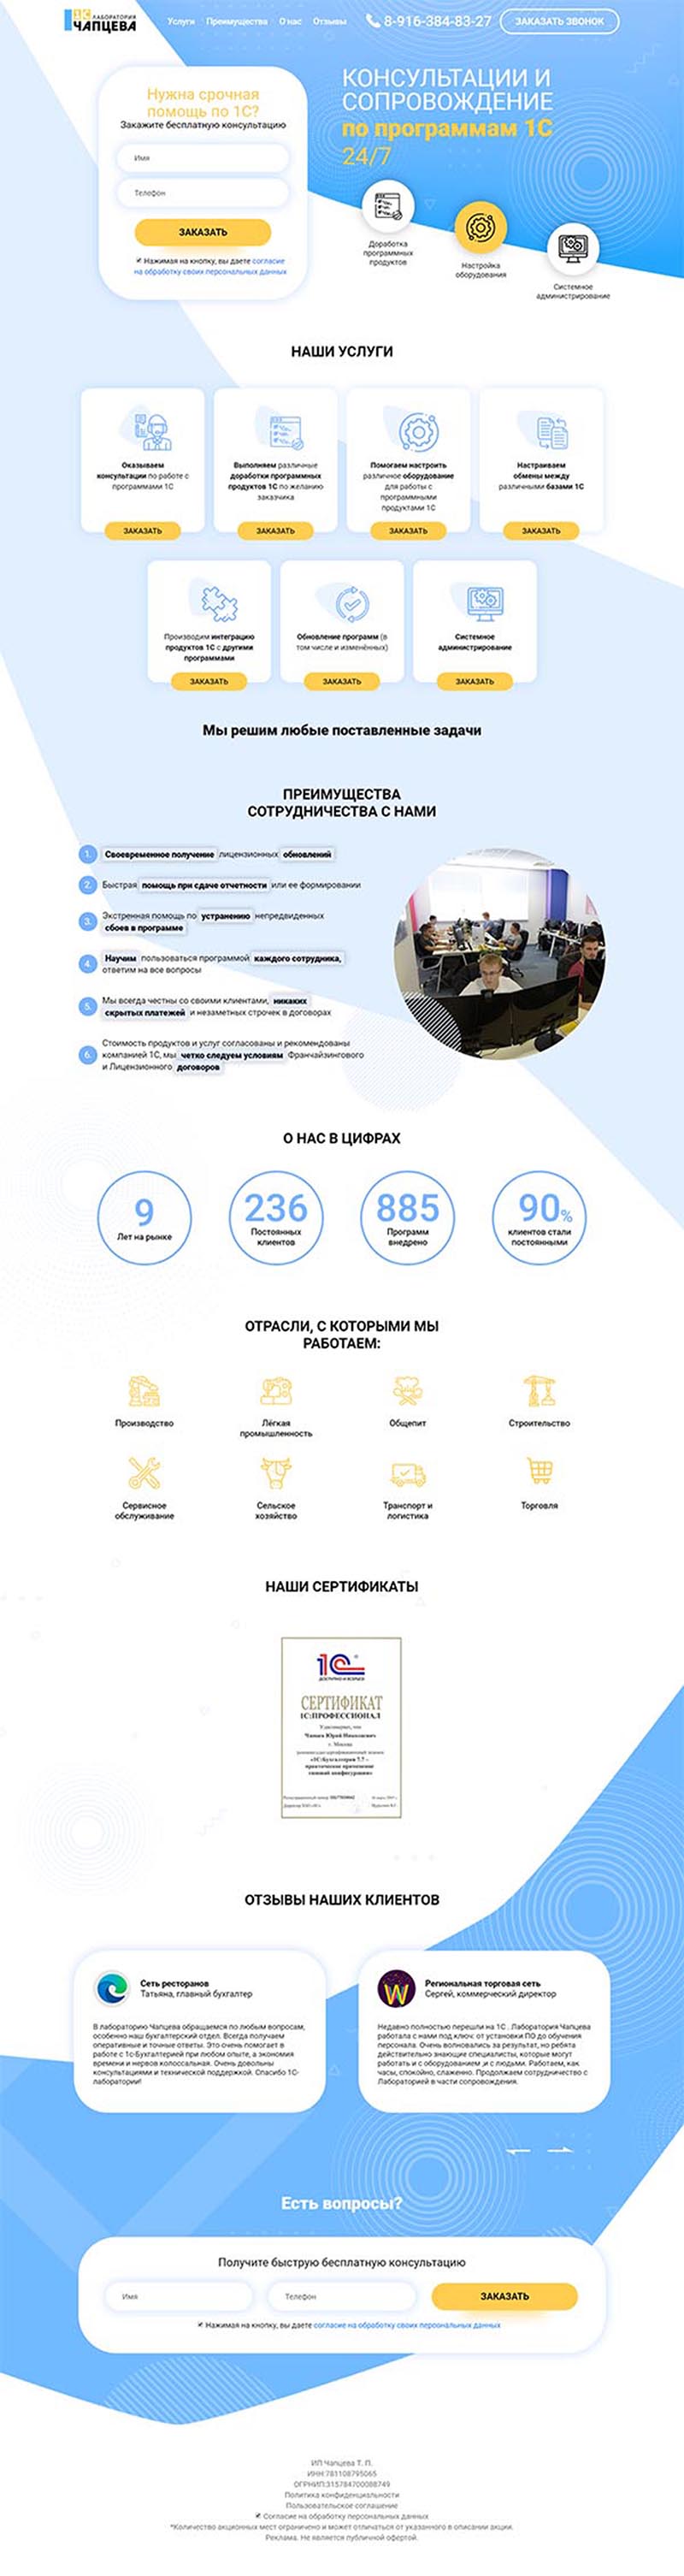 1С ЛАБОРАТОРИЯ
ЧАПЦЕВА
Услуги Преимущества О нас Отзывы
8-916-384-83-27
ЗАКАЗАТЬ ЗВОНОК
Нужна срочная
помощь по 1С?
Закажите бесплатную консультацию
Имя
Телефон
ЗАКАЗАТЬ
Нажимая на кнопку, вы даете согласие
на обработку своих персональных данных
КОНСУЛЬТАЦИИ И
СОПРОВОЖДЕНИЕ
по программам 1С
24/7
Доработка
программных
продуктов
Настройка
оборудования
Системное
администрирование
НАШИ УСЛУГИ
Оказываем
консультации по работе с
программами 1С
ЗАКАЗАТЬ
Выполняем различные
доработки программных
продуктов 1С по желанию
заказчика
ЗАКАЗАТЬ
Помогаем настроить
различное оборудование
для работы с
программными
продуктами 1С
ЗАКАЗАТЬ
Настраиваем
обмены между
различными базами 1С
ЗАКАЗАТЬ
Производим интеграцию
продуктов 1С с другими
программами
ЗАКАЗАТЬ
Обновление программ (в
том числе и изменённых)
ЗАКАЗАТЬ
Системное
администрирование
ЗАКАЗАТЬ
Мы решим любые поставленные задачи
ПРЕИМУЩЕСТВА
СОТРУДНИЧЕСТВА С НАМИ
1. Своевременное получение лицензионных обновлений
2. Быстрая помощь при сдаче отчетности или ее формировании
3. Экстренная помощь по устранению непредвиденных
сбоев в программе
4. Научим пользоваться программой каждого сотрудника,
ответим на все вопросы
5. Мы всегда честны со своими клиентами, никаких
скрытых платежей и незаметных строчек в договорах
6. Стоимость продуктов и услуг согласованы и рекомендованы
компанией 1С, мы четко следуем условиям Франчайзингового
и Лицензионного договоров
О НАС В ЦИФРАХ
9
Лет на рынке
236
Постоянных
клиентов
885
Программ
внедрено
90%
клиентов стали
постоянными
ОТРАСЛИ, С КОТОРЫМИ МЫ
РАБОТАЕМ:
Производство
Лёгкая
промышленность
Общепит
Строительство
Сервисное
обслуживание
Сельское
хозяйство
Транспорт и
логистика
Торговля
НАШИ СЕРТИФИКАТЫ
1С
СЕРТИФИКАТ
1С:ПРОФЕССИОНАЛ
Удостоверяет, что
г. Москва
«1С:Бухгалтерия 7.7 –
практическое применение
типовой конфигурации»
ОТЗЫВЫ НАШИХ КЛИЕНТОВ
Сеть ресторанов
Татьяна, главный бухгалтер
В лабораторию Чапцева обращаемся по любым вопросам,
особенно наш бухгалтерский отдел. Всегда получаем
оперативные и точные ответы. Это очень помогает в
работе с 1с-Бухгалтерией при любом опыте, а экономия
времени и нервов колоссальная. Очень довольны
консультациями и технической поддержкой. Спасибо 1С-
лаборатории!
Региональная торговая сеть
Сергей, коммерческий директор
Недавно полностью перешли на 1С . Лаборатория Чапцева
работала с нами под ключ: от установки ПО до обучения
персонала. Очень волновались за результат, но ребята
действительно знающие специалисты, которые могут
работать и с оборудованием ,и с людьми. Работаем, как
часы, спокойно, слаженно. Продолжаем сотрудничество с
Лабораторией в части сопровождения.
Есть вопросы?
Получите быструю бесплатную консультацию
Имя
Телефон
ЗАКАЗАТЬ
Нажимая на кнопку, вы даете согласие на обработку своих персональных данных
ИП Чапцева Т. П.
ИНН:781108795065
ОГРНИП:315784700088749
Политика конфиденциальности
Пользовательское соглашение
Согласие на обработку персональных данных
*Количество акционных мест ограничено и может отличаться от указанного в описании акции.
Реклама. Не является публичной офертой.